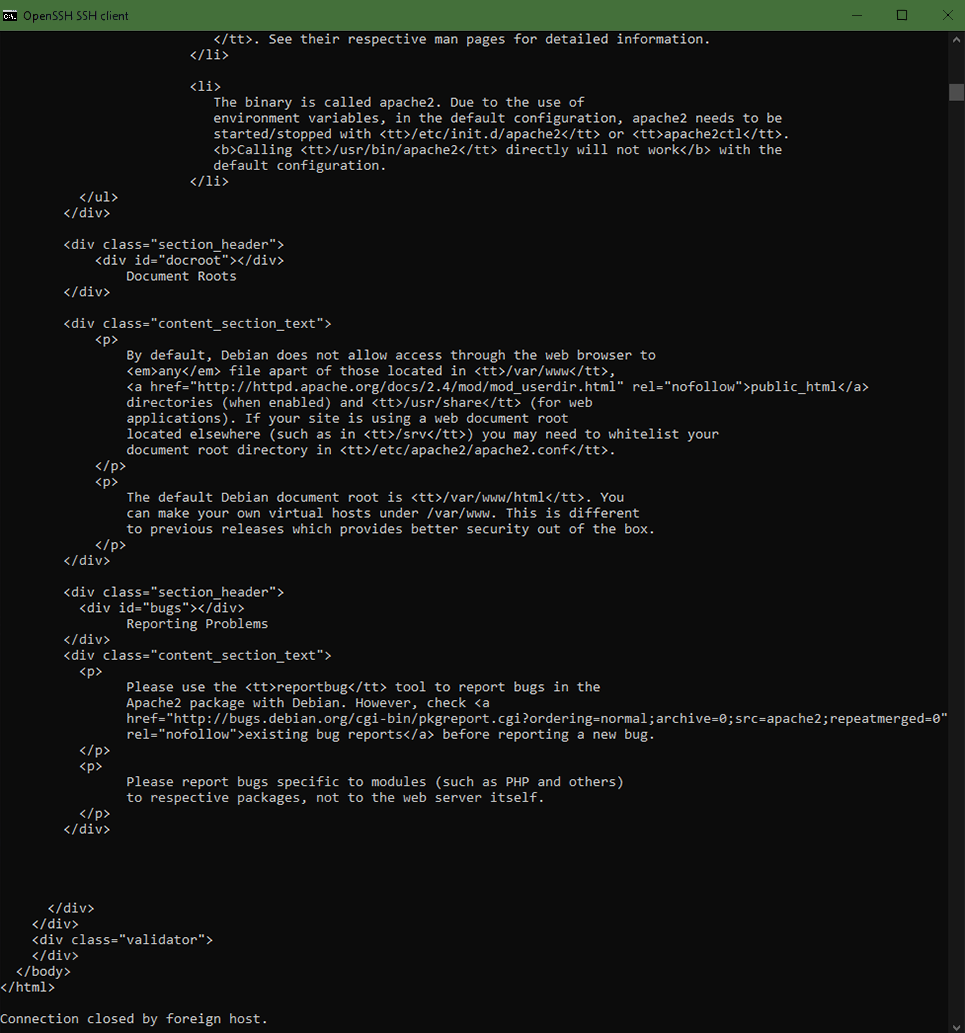 OpenSSH SSH client
</tt>. See their respective man pages for detailed information.
</li>
<li>
The binary is called apache2. Due to the use of
environment variables, in the default configuration, apache2 needs to be
started/stopped with <tt>/etc/init.d/apache2</tt> or <tt>apache2ctl</tt>.
<b>Calling <tt>/usr/bin/apache2</tt> directly will not work</b> with the
default configuration.
</li>
</ul>
</div>
<div class="section_header">
<div id="docroot"></div>
Document Roots
</div>
<div class="content_section_text">
<p>
By default, Debian does not allow access through the web browser to
<em>any</em> file apart of those located in <tt>/var/www</tt>,
<a href="http://httpd.apache.org/docs/2.4/mod/mod_userdir.html" rel="nofollow">public_html</a>
directories (when enabled) and <tt>/usr/share</tt> (for web
applications). If your site is using a web document root
located elsewhere (such as in <tt>/srv</tt>) you may need to whitelist your
document root directory in <tt>/etc/apache2/apache2.conf</tt>.
</p>
<p>
The default Debian document root is <tt>/var/www/html</tt>. You
can make your own virtual hosts under /var/www. This is different
to previous releases which provides better security out of the box.
</p>
</div>
<div class="section_header">
<div id="bugs"></div>
Reporting Problems
</div>
<div class="content_section_text">
<p>
Please use the <tt>reportbug</tt> tool to report bugs in the
Apache2 package with Debian. However, check <a
href="http://bugs.debian.org/cgi-bin/pkgreport.cgi?ordering=normal;archive=0;src=apache2;repeatmerged=0"
rel="nofollow">existing bug reports</a> before reporting a new bug.
</p>
<p>
Please report bugs specific to modules (such as PHP and others)
to respective packages, not to the web server itself.
</p>
</div>
</div>
</div>
<div class="validator">
</div>
</body>
</html>
Connection closed by foreign host.